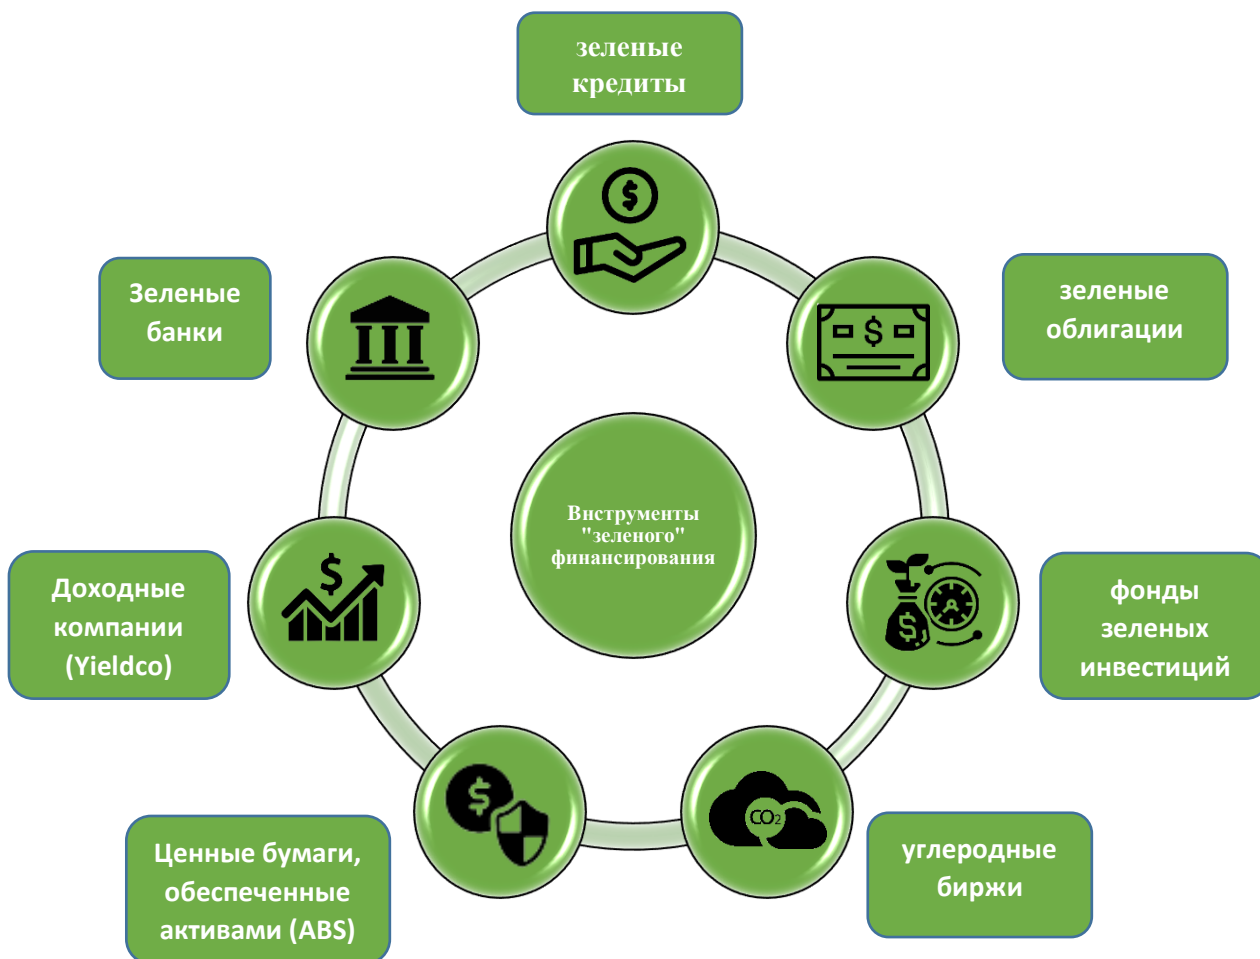 зеленые
кредиты
Зеленые
банки
зеленые
облигации
$
$
Внструменты
"зеленого"
финансирования
Доходные
компании
(Yieldco)
$
$
фонды
зеленых
инвестиций
$
CO₂
Ценные бумаги,
обеспеченные
активами (ABS)
углеродные
биржи